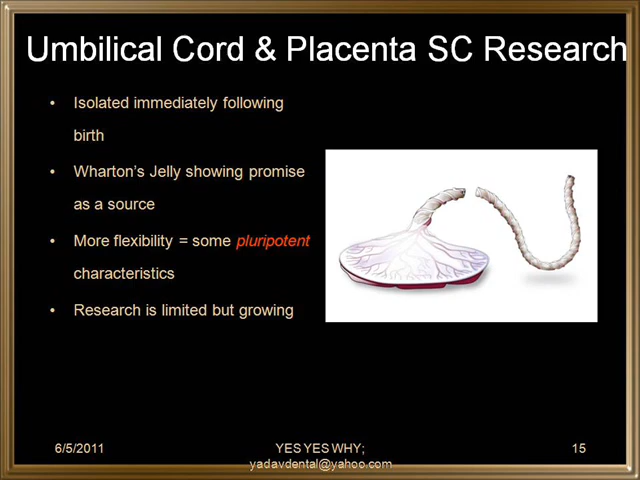 Umbilical Cord & Placenta SC Research
• Isolated immediately following
birth
• Wharton's Jelly showing promise
as a source
• More flexibility = some pluripotent
characteristics
• Research is limited but growing
6/5/2011
YES YES WHY;
yadavdental@yahoo.com
15